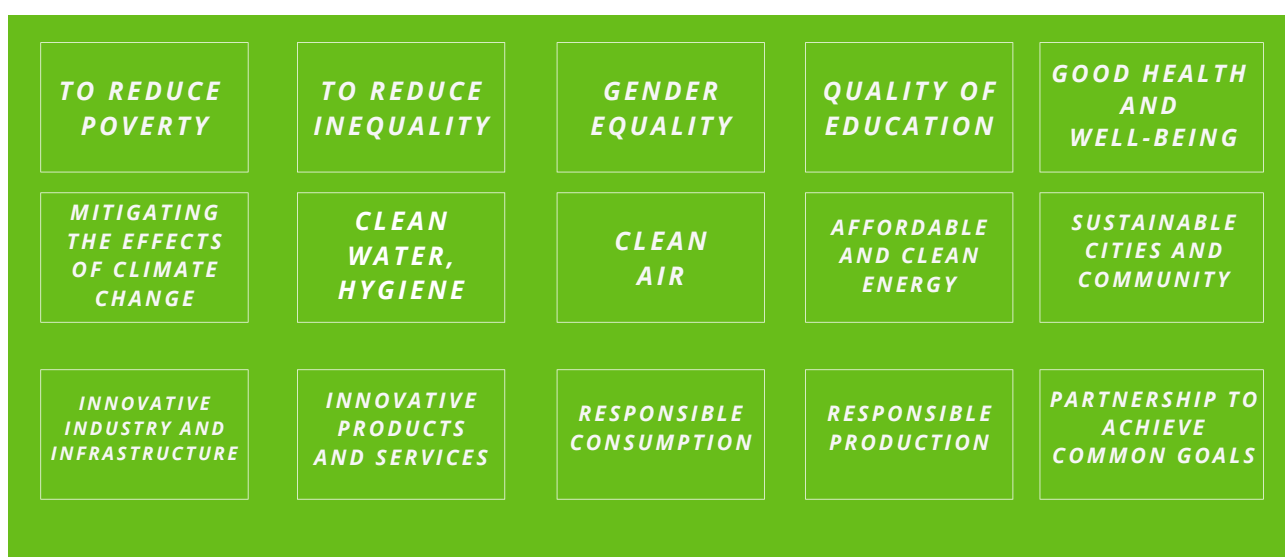 TO REDUCE
POVERTY
TO REDUCE
INEQUALITY
GENDER
EQUALITY
QUALITY OF
EDUCATION
GOOD HEALTH
AND
WELL-BEING
MITIGATING
THE EFFECTS
OF CLIMATE
CHANGE
CLEAN
WATER,
HYGIENE
CLEAN
AIR
AFFORDABLE
AND CLEAN
ENERGY
SUSTAINABLE
CITIES AND
COMMUNITY
INNOVATIVE
INDUSTRY AND
INFRASTRUCTURE
INNOVATIVE
PRODUCTS
AND SERVICES
RESPONSIBLE
CONSUMPTION
RESPONSIBLE
PRODUCTION
PARTNERSHIP TO
ACHIEVE
COMMON GOALS